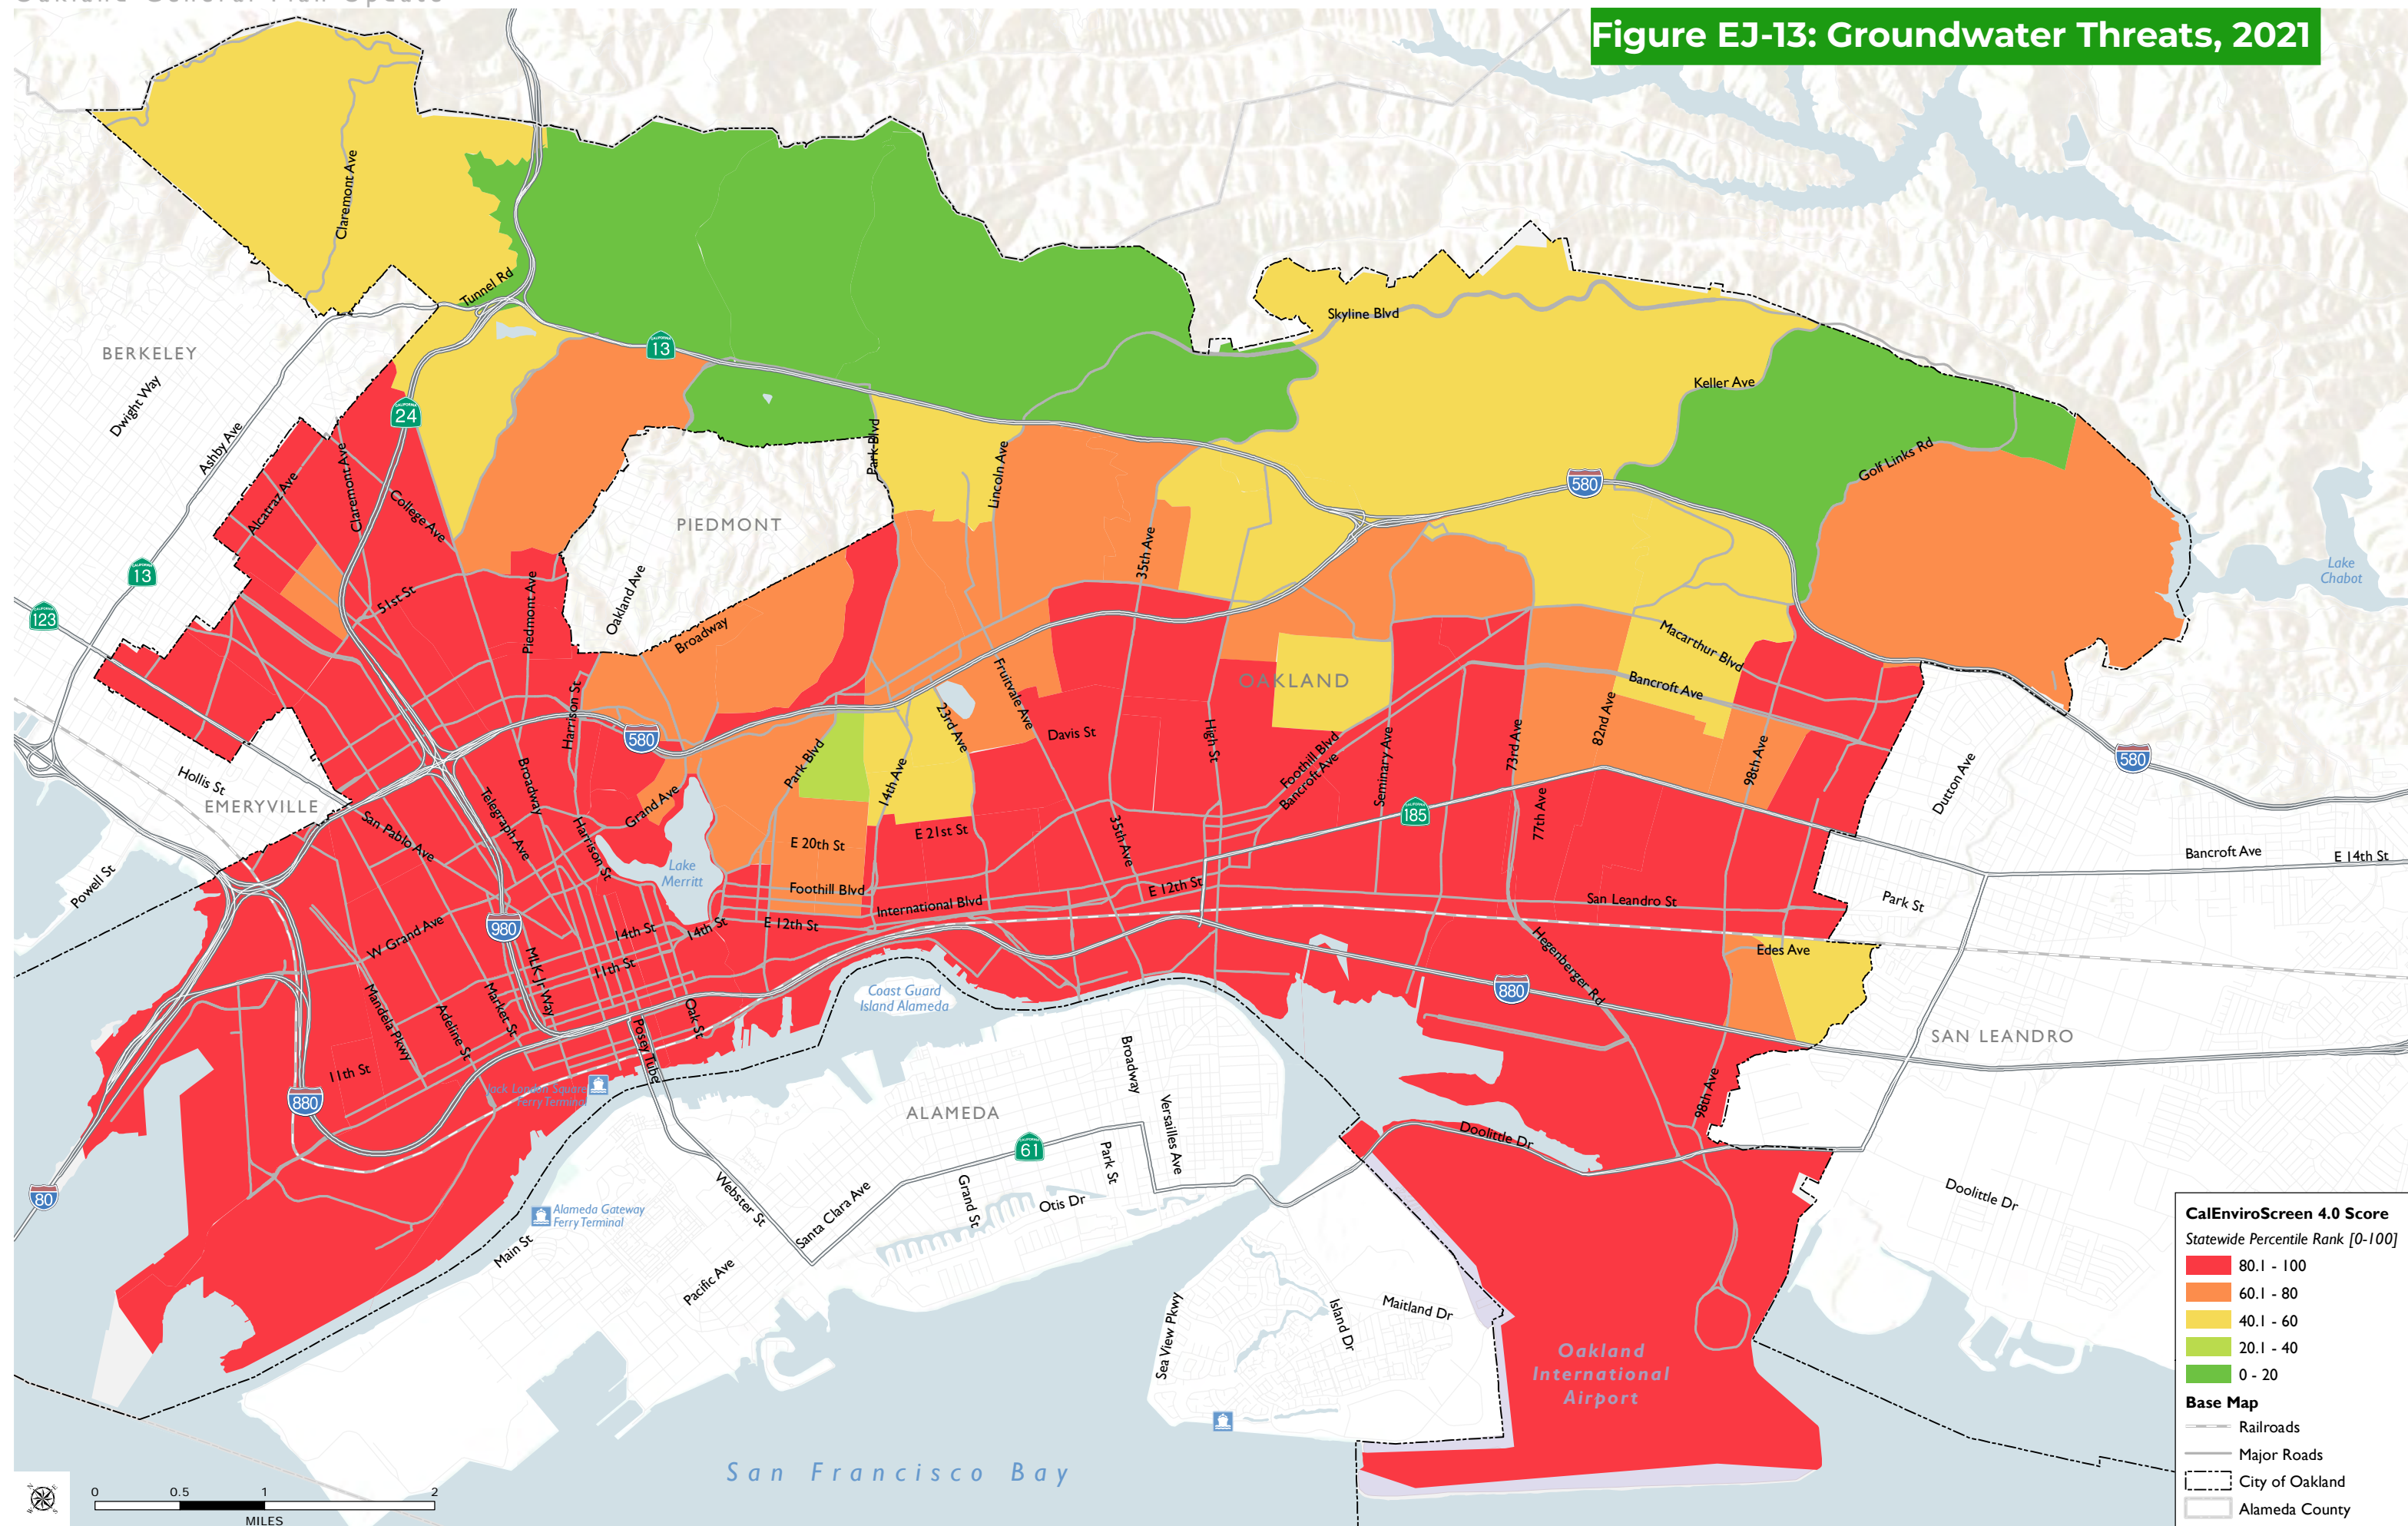 Oakland General Plan Update
Figure EJ-13: Groundwater Threats, 2021
Claremont Ave
Tunnel Rd
BERKELEY
Dwight Way
Ashby Ave
13
24
Skyline Blvd
Keller Ave
Alcatraz Ave
Claremont Ave
College Ave
Park Blvd
Lincoln Ave
580
Golf Links Rd
PIEDMONT
35th Ave
Lake
Chabot
13
123
51st St
Piedmont Ave
Oakland Ave
Broadway
Macarthur Blvd
Bancroft Ave
OAKLAND
Fruitvale Ave
23rd Ave
Davis St
High St
Harrison St
580
Park Blvd
14th Ave
Foothill Blvd
Bancroft Ave
Seminary Ave
73rd Ave
82nd Ave
98th Ave
580
Dutton Ave
Hollis St
EMERYVILLE
San Pablo Ave
Telegraph Ave
Broadway
Harrison St
Grand Ave
E 20th St
E 21st St
35th Ave
185
77th Ave
Bancroft Ave
E 14th St
Powell St
Lake
Merritt
Foothill Blvd
International Blvd
E 12th St
E 12th St
San Leandro St
Park St
W Grand Ave
980
14th St
14th St
11th St
MLK Jr Way
Mandela Pkwy
Adeline St
Market St
Oak St
Posey Tube
Coast Guard
Island Alameda
Hegenberger Rd
880
Edes Ave
SAN LEANDRO
11th St
880
Jack London Square
Ferry Terminal
ALAMEDA
Broadway
Versailles Ave
61
Park St
98th Ave
Doolittle Dr
80
Alameda Gateway
Ferry Terminal
Main St
Webster St
Santa Clara Ave
Grand St
Otis Dr
Pacific Ave
Doolittle Dr
Sea View Pkwy
Island Dr
Maitland Dr
Oakland
International
Airport
San Francisco Bay
CalEnviroScreen 4.0 Score
Statewide Percentile Rank [0-100]
80.1 - 100
60.1 - 80
40.1 - 60
20.1 - 40
0 - 20
Base Map
Railroads
Major Roads
City of Oakland
Alameda County
0 0.5 1 2
MILES